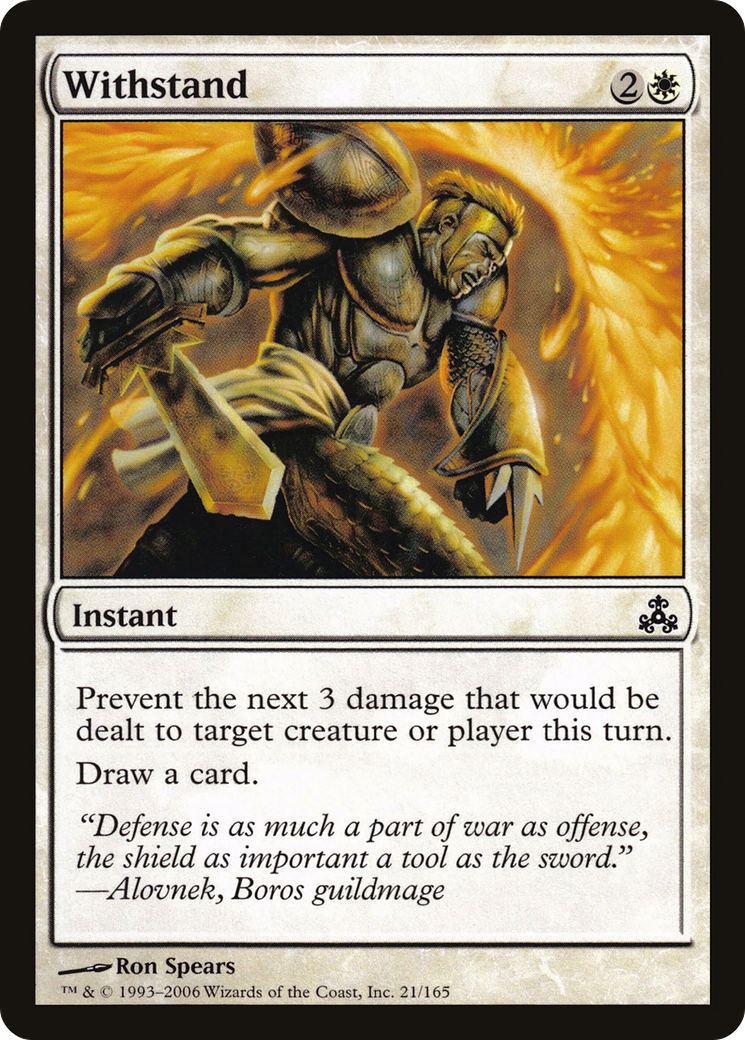 Withstand 2
Instant
Prevent the next 3 damage that would be
dealt to target creature or player this turn.
Draw a card.
“Defense is as much a part of war as offense,
the shield as important a tool as the sword.”
—Alovnek, Boros guildmage
Ron Spears
™ & © 1993–2006 Wizards of the Coast, Inc. 21/165